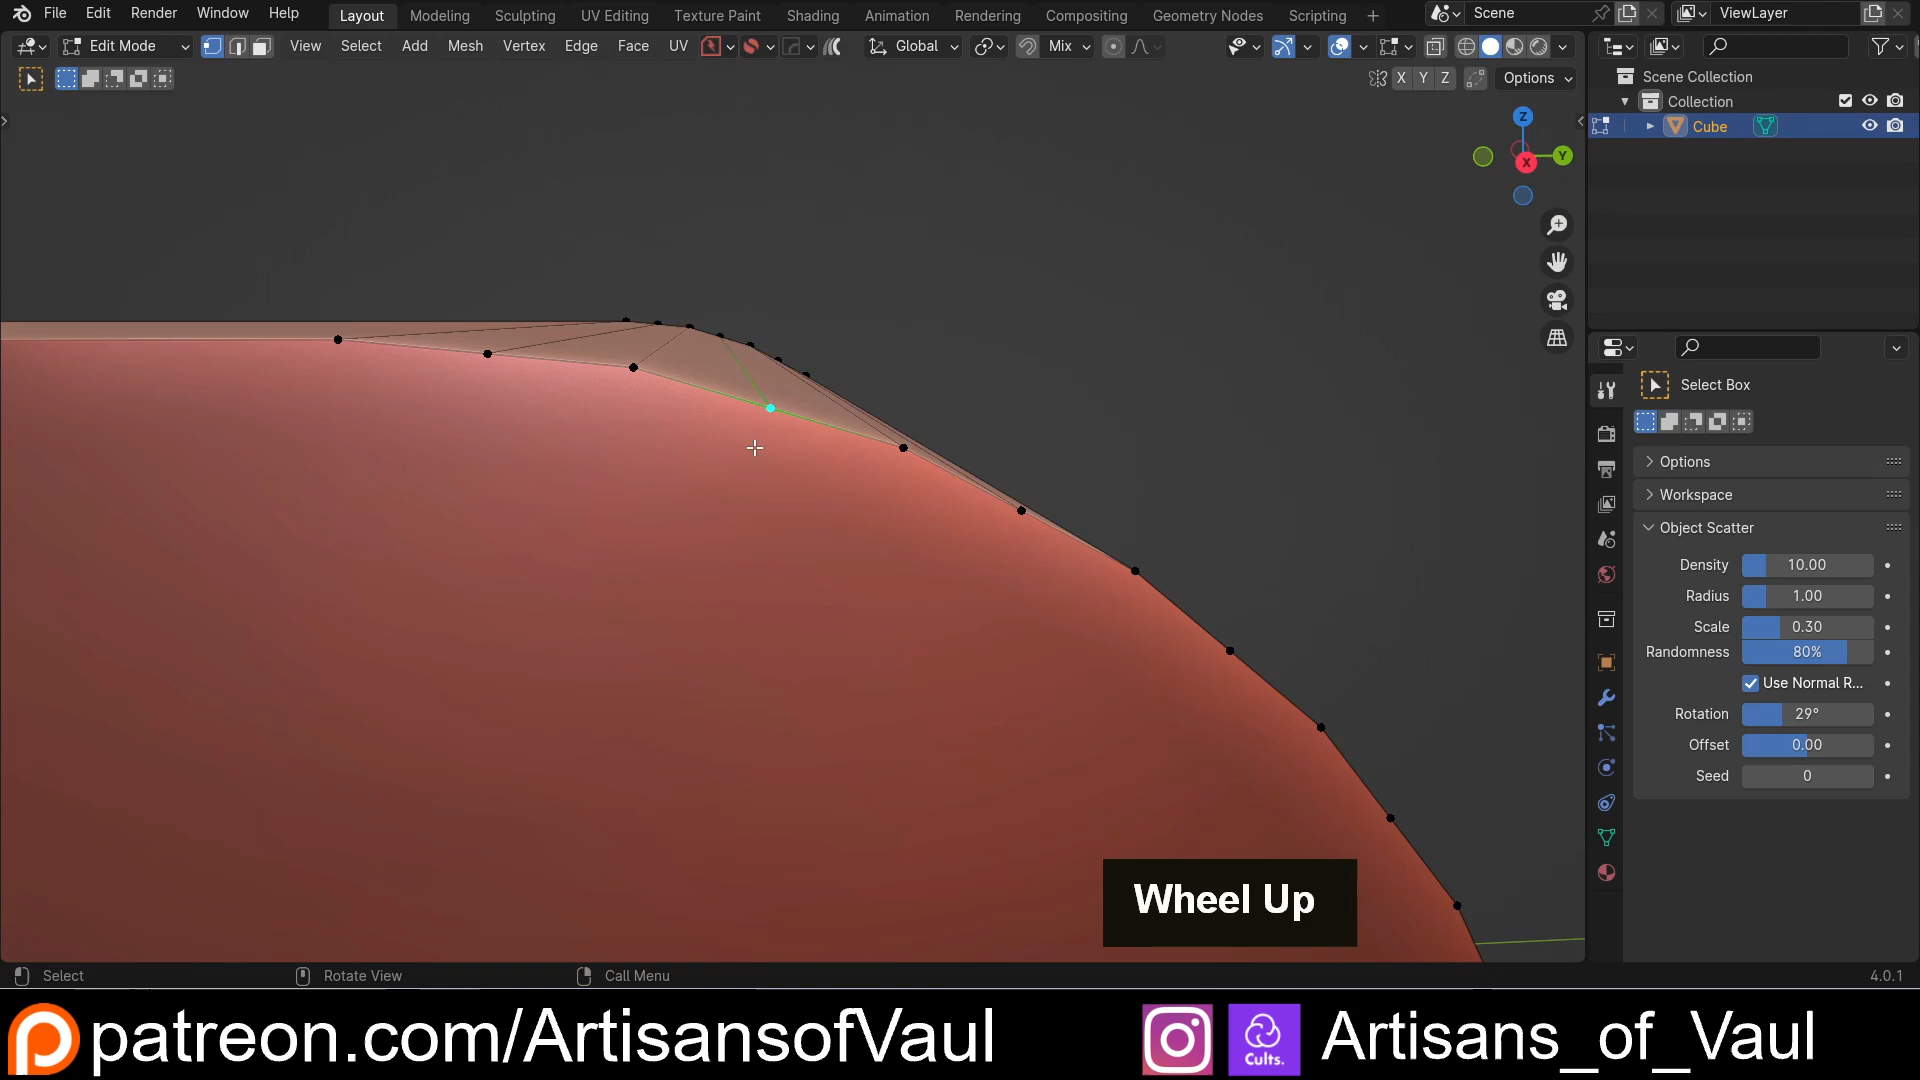 File Edit Render Window Help Layout Modeling Sculpting UV Editing Texture Paint Shading Animation Rendering Compositing Geometry Nodes Scripting + Scene ViewLayer
Edit Mode View Select Add Mesh Vertex Edge Face UV Global Mix
X Y Z Options
Scene Collection
Collection
Cube
Z
X Y
Select Box
Options
Workspace
Object Scatter
Density 10.00
Radius 1.00
Scale 0.30
Randomness 80%
Use Normal R...
Rotation 29°
Offset 0.00
Seed 0
Wheel Up
Select Rotate View Call Menu 4.0.1
patreon.com/ArtisansofVaul Cults. Artisans_of_Vaul